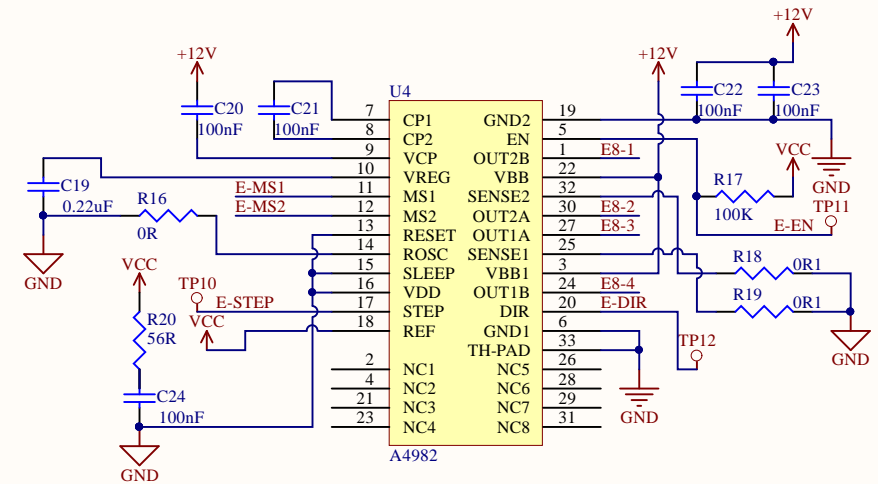 +12V
+12V
+12V
U4
C20
100nF
C21
100nF
C22
100nF
C23
100nF
7 CP1 GND2 19
8 CP2 EN 5
9 VCP OUT2B 1 E8-1
10 VREG VBB 22
E-MS1 11 MS1 SENSE2 32
E-MS2 12 MS2 OUT2A 30 E8-2
13 RESET OUT1A 27 E8-3
14 ROSC SENSE1 25
15 SLEEP VBB1 3
16 VDD OUT1B 24 E8-4
17 STEP DIR 20 E-DIR
18 REF GND1 6
TH-PAD 33
2 NC1 NC5 26
4 NC2 NC6 28
21 NC3 NC7 29
23 NC4 NC8 31
A4982
C19
0.22uF
R16
0R
GND
VCC
R20
56R
C24
100nF
GND
TP10
E-STEP
VCC
VCC
R17
100K
GND
TP11
E-EN
R18
0R1
R19
0R1
GND
TP12
GND